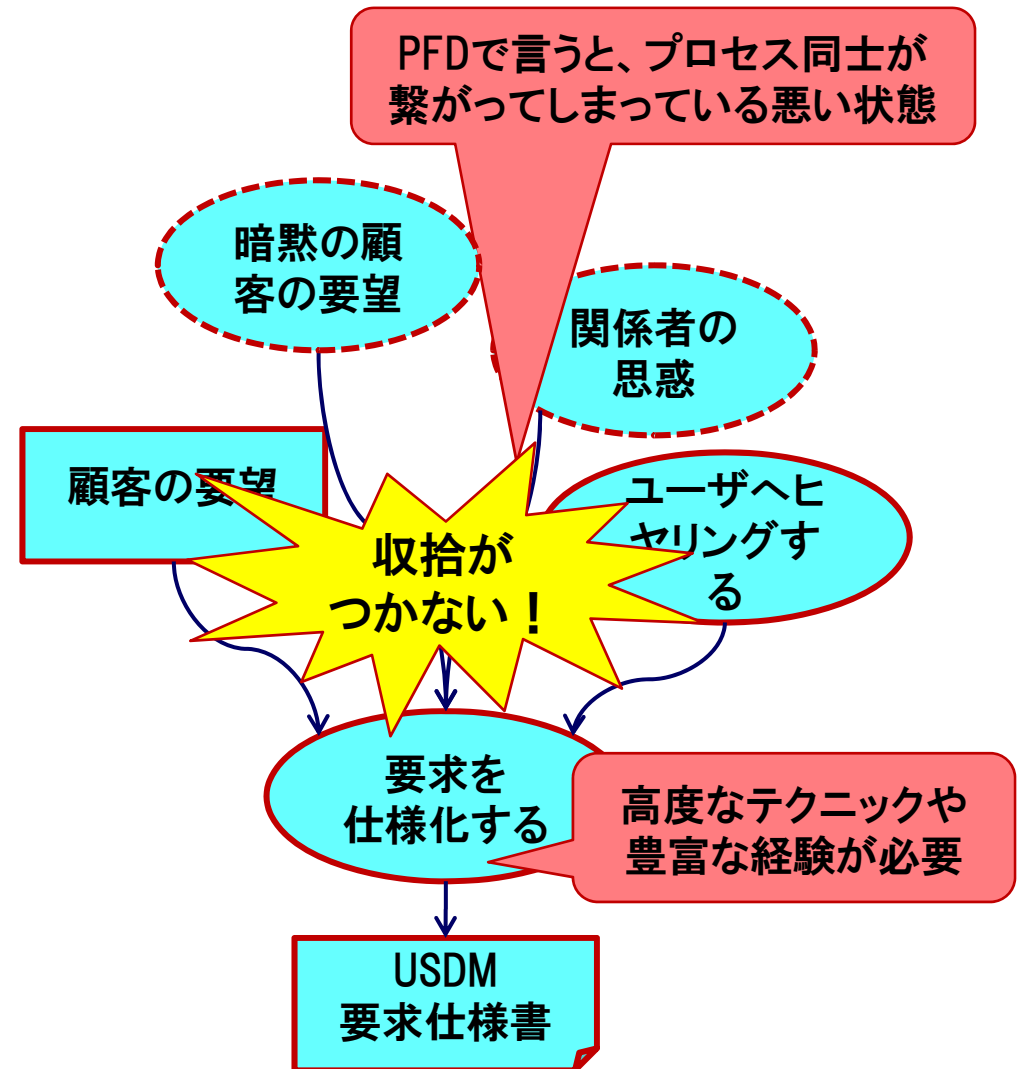 PFDで言うと、プロセス同士が
繋がってしまっている悪い状態
暗黙の顧
客の要望
関係者の
思惑
顧客の要望
ユーザへヒ
ヤリングす
る
収拾が
つかない！
要求を
仕様化する
高度なテクニックや
豊富な経験が必要
USDM
要求仕様書